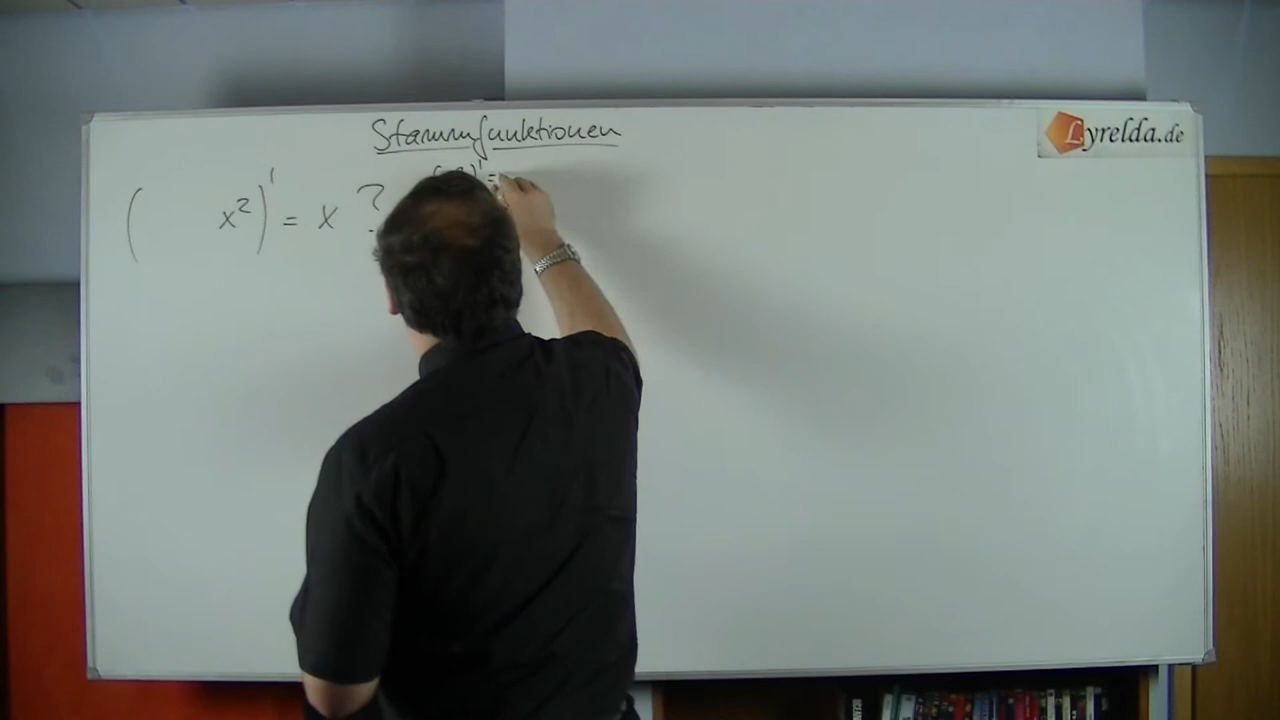 Stammfunktionen
Lyrelda.de
( x²)' = x ?
)' =